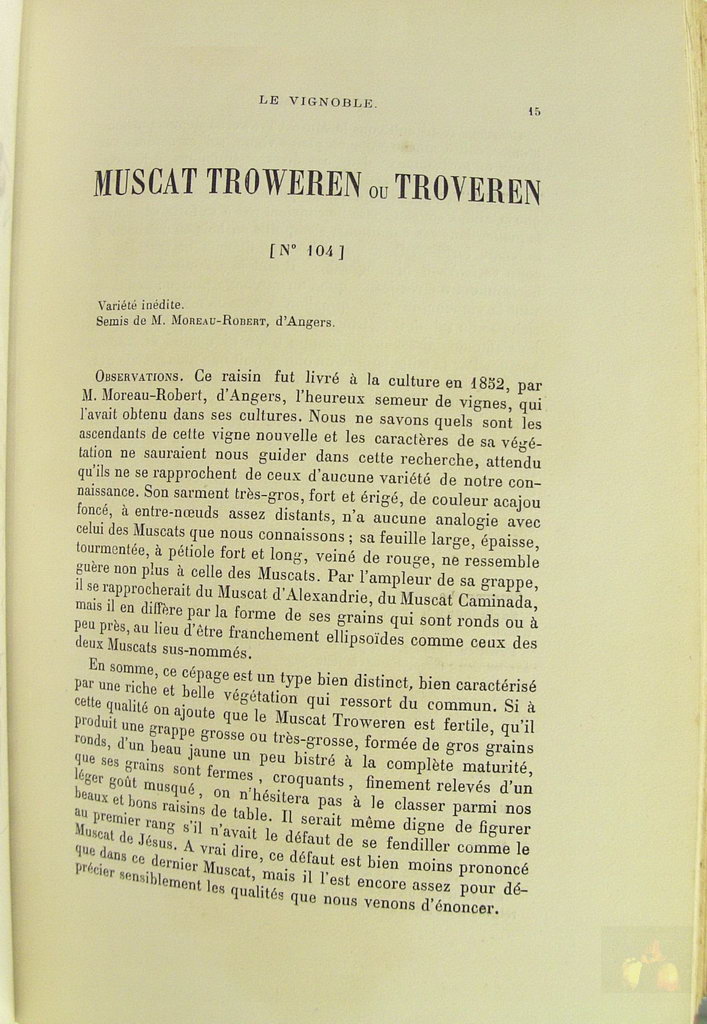 LE VIGNOBLE.
15
MUSCAT TROWEREN OU TROVEREN
[N° 104]
Variété inédite.
Semis de M. MOREAU-ROBERT, d'Angers.
OBSERVATIONS. Ce raisin fut livré à la culture en 1852, par
M. Moreau-Robert, d'Angers, l'heureux semeur de vignes, qui
l'avait obtenu dans ses cultures. Nous ne savons quels sont les
ascendants de cette vigne nouvelle et les caractères de sa végé-
tation ne sauraient nous guider dans cette recherche, attendu
qu'ils ne se rapprochent de ceux d'aucune variété de notre con-
naissance. Son sarment très-gros, fort et érigé, de couleur acajou
foncé, à entre-nœuds assez distants, n'a aucune analogie avec
celui des Muscats que nous connaissons ; sa feuille large, épaisse,
tourmentée, à pétiole fort et long, veiné de rouge, ne ressemble
guère non plus à celle des Muscats. Par l'ampleur de sa grappe,
il se rapprocherait du Muscat d'Alexandrie, du Muscat Caminada,
mais il en diffère par la forme de ses grains qui sont ronds ou à
peu près, au lieu d'être franchement ellipsoïdes comme ceux des
deux Muscats sus-nommés.
En somme, ce cépage est un type bien distinct, bien caractérisé
par une riche et belle végétation qui ressort du commun. Si à
cette qualité on ajoute que le Muscat Troweren est fertile, qu'il
produit une grappe grosse ou très-grosse, formée de gros grains
ronds, d'un beau jaune un peu bistré à la complète maturité,
que ses grains sont fermes, croquants, finement relevés d'un
léger goût musqué, on n'hésitera pas à le classer parmi nos
beaux et bons raisins de table. Il serait même digne de figurer
au premier rang s'il n'avait le défaut de se fendiller comme le
Muscat de Jésus. A vrai dire, ce défaut est bien moins prononcé
que dans ce dernier Muscat, mais il l'est encore assez pour dé-
précier sensiblement les qualités que nous venons d'énoncer.